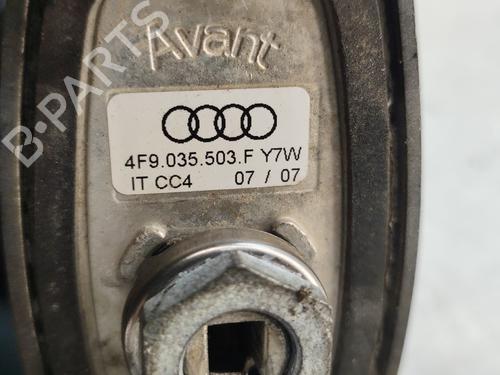 Avant
4F9.035.503.F Y7W
IT CC4 07 / 07
B-PARTS